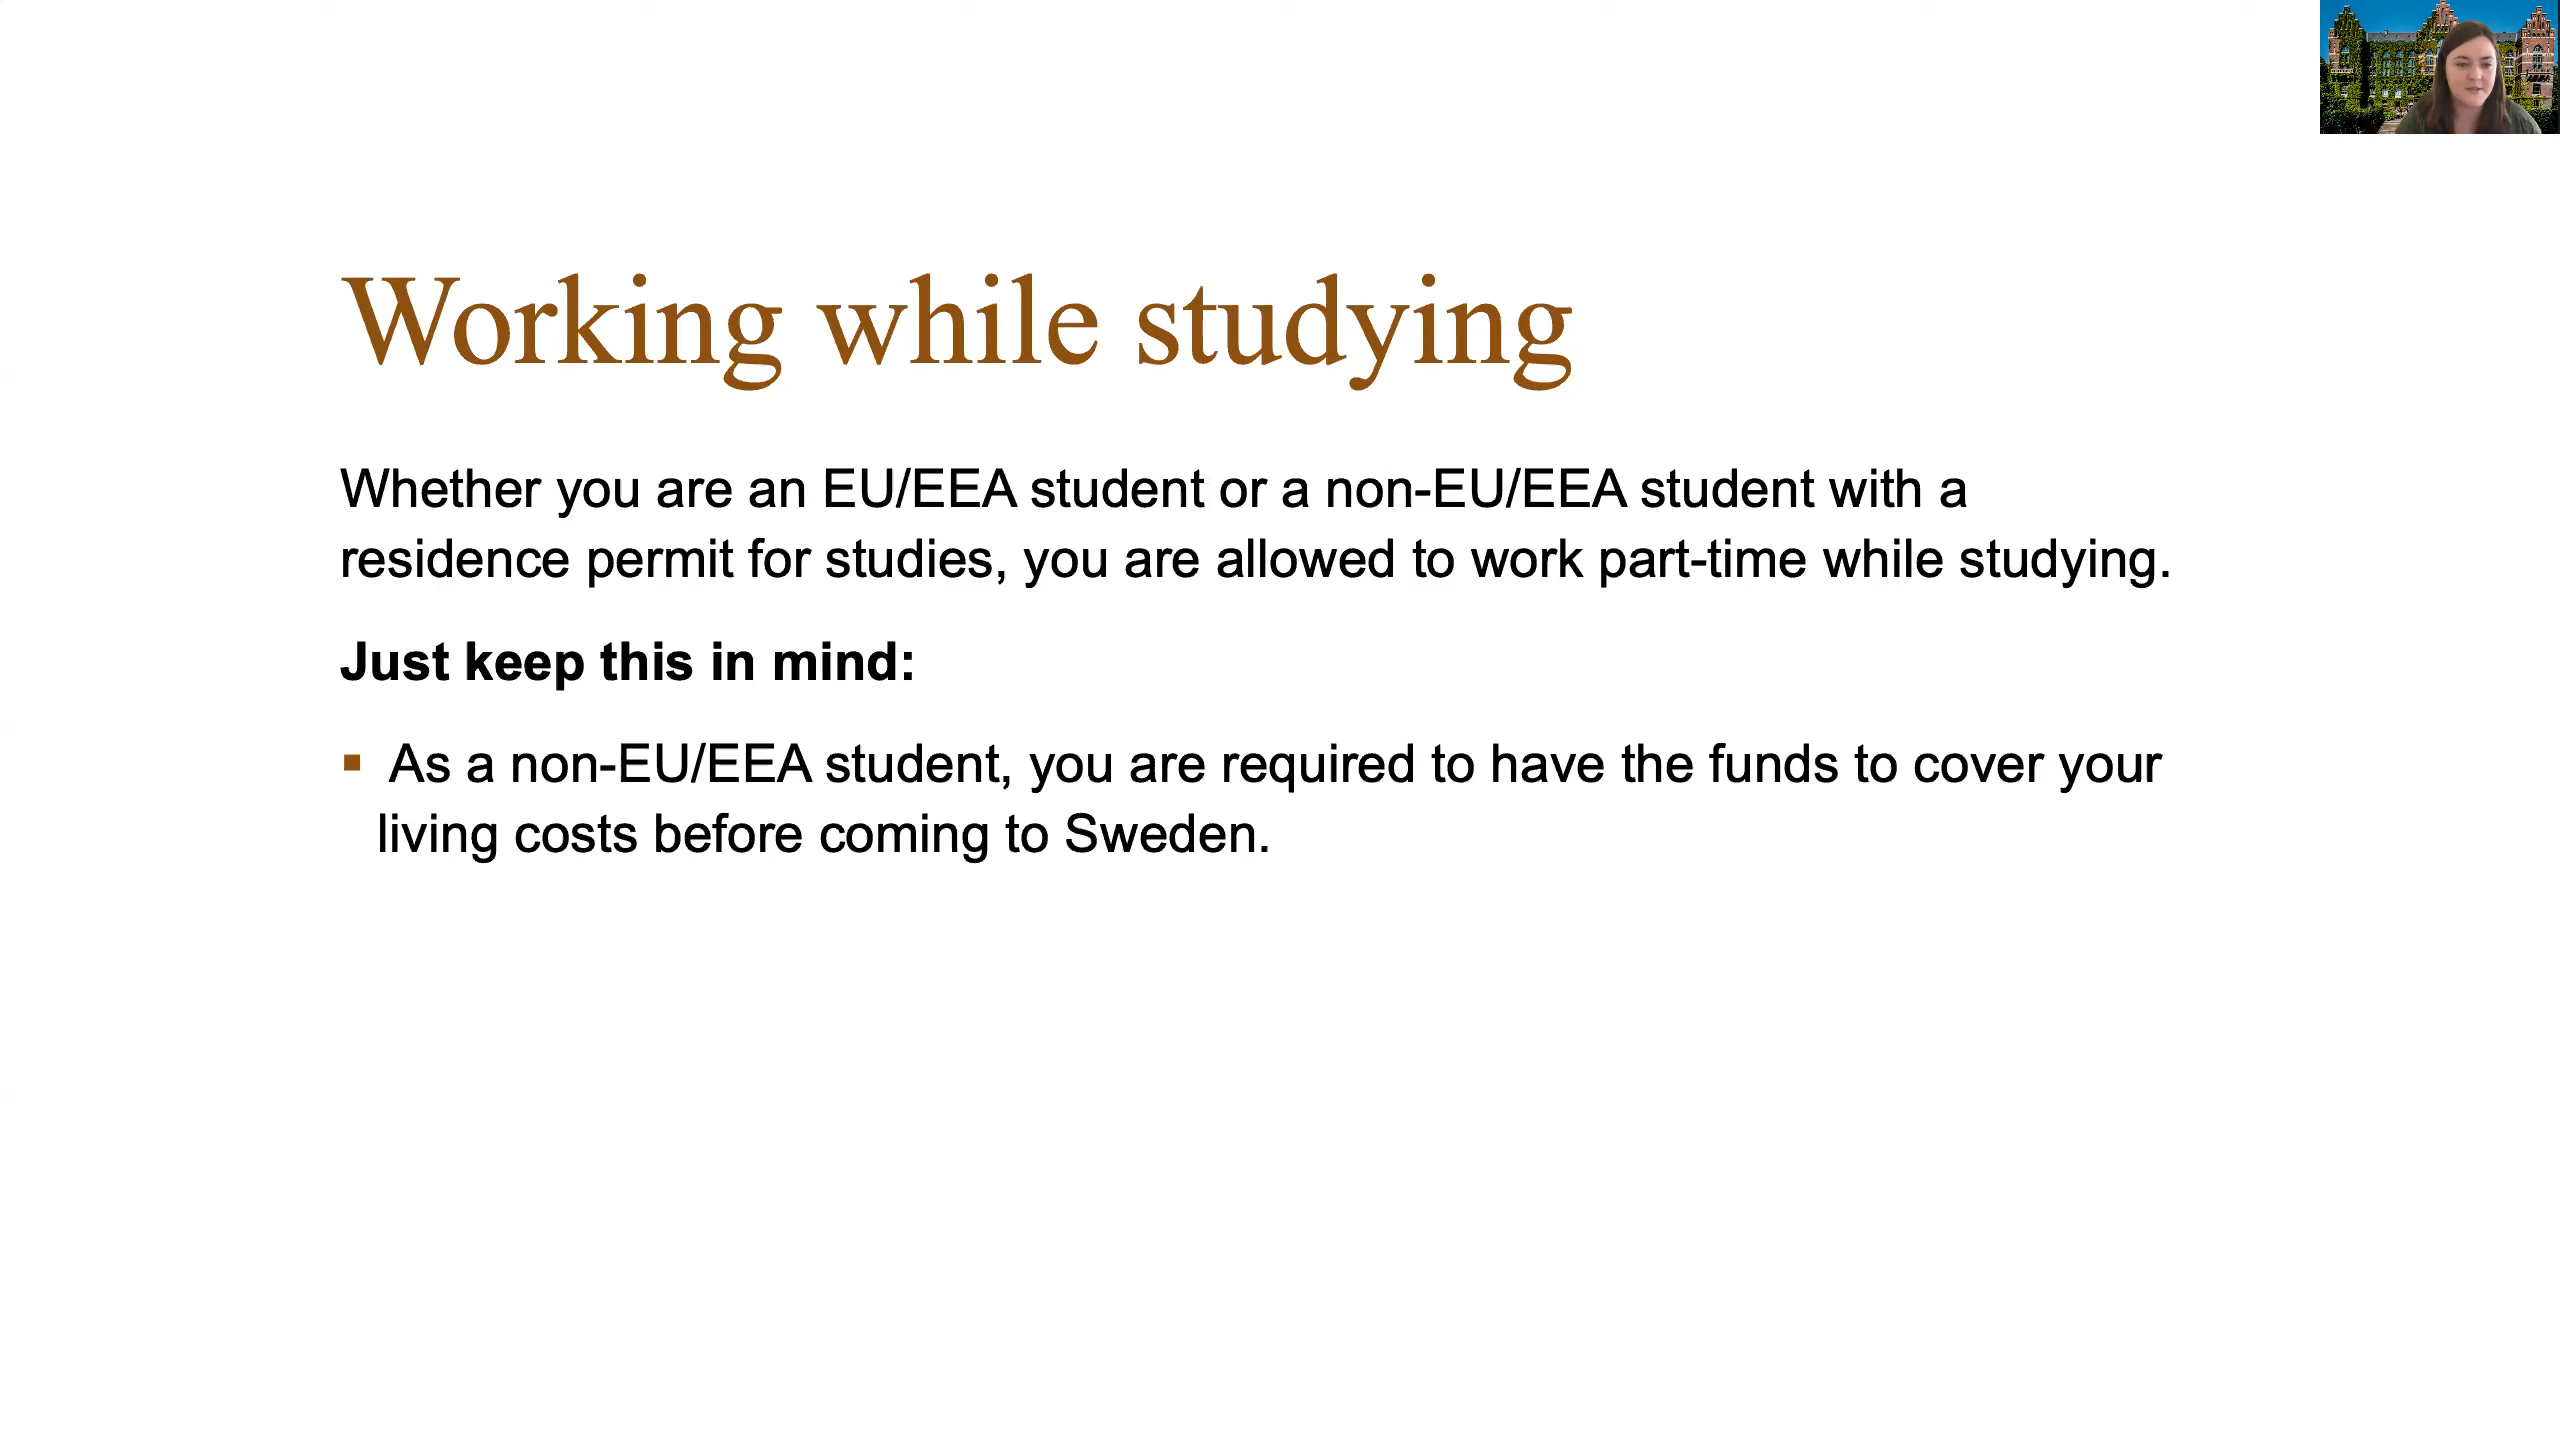 Working while studying
Whether you are an EU/EEA student or a non-EU/EEA student with a
residence permit for studies, you are allowed to work part-time while studying.
Just keep this in mind:
▪ As a non-EU/EEA student, you are required to have the funds to cover your
living costs before coming to Sweden.